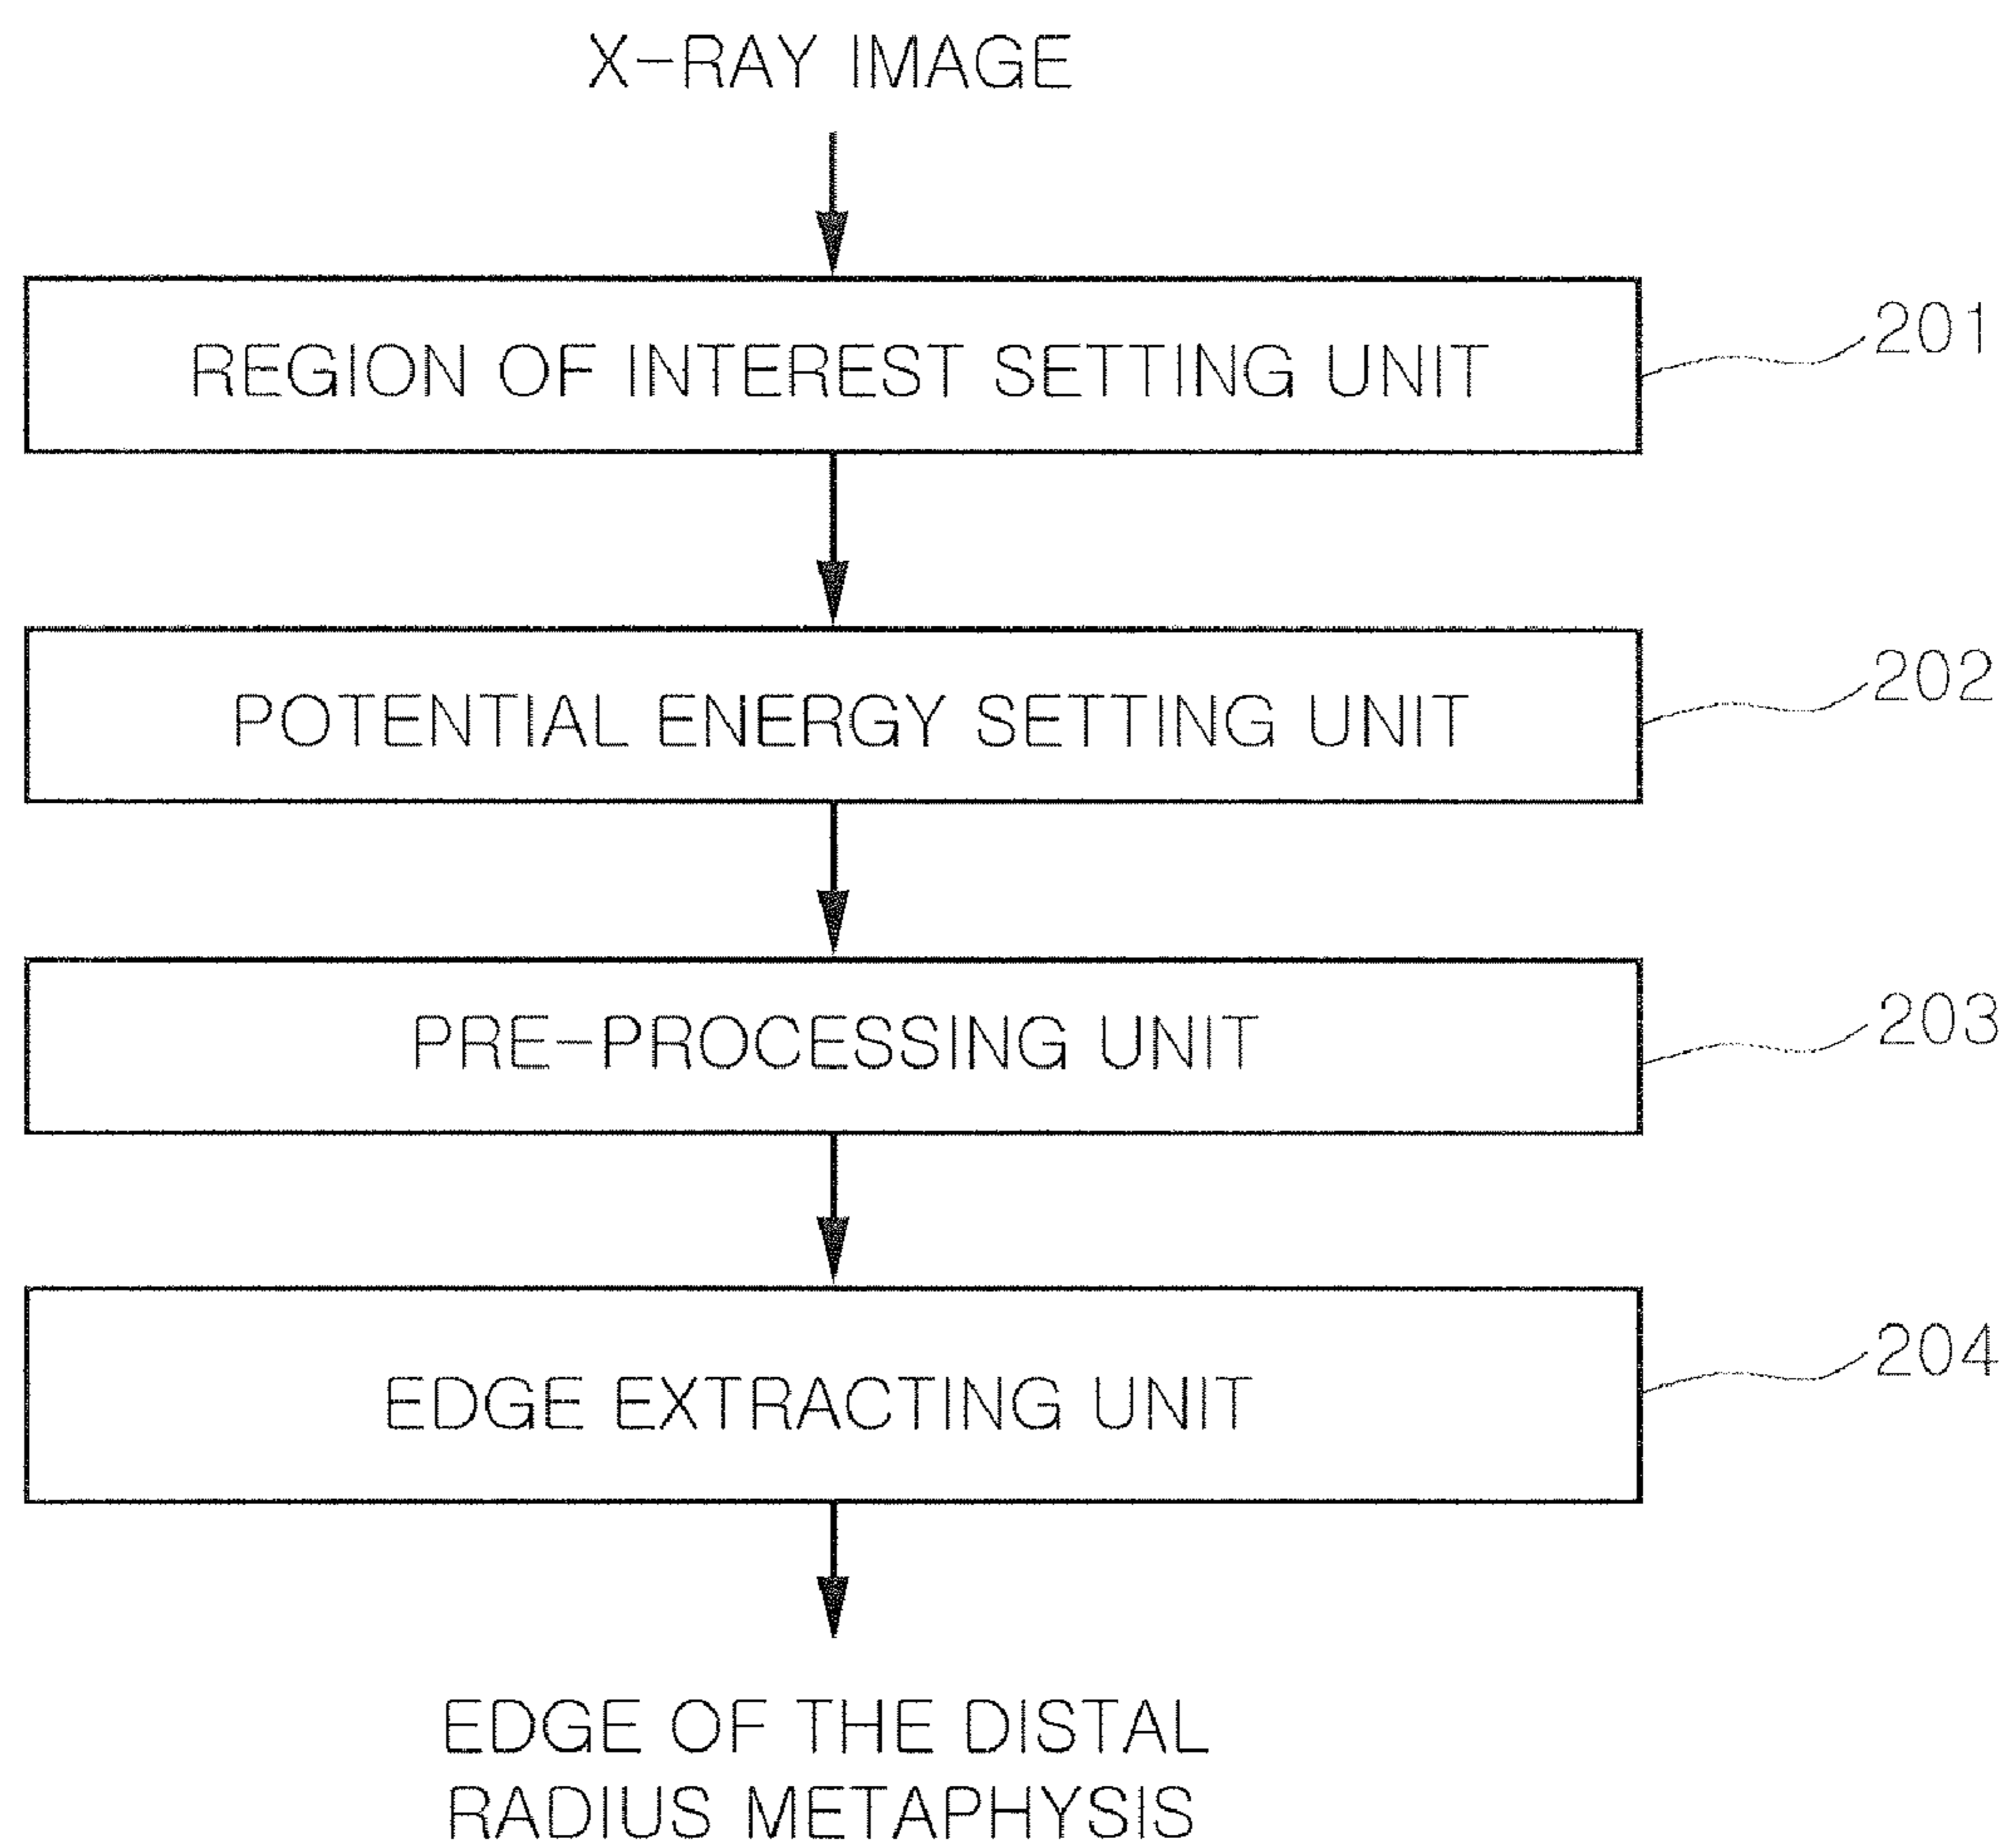 X-RAY IMAGE
REGION OF INTEREST SETTING UNIT
201
POTENTIAL ENERGY SETTING UNIT
202
PRE-PROCESSING UNIT
203
EDGE EXTRACTING UNIT
204
EDGE OF THE DISTAL
RADIUS METAPHYSIS